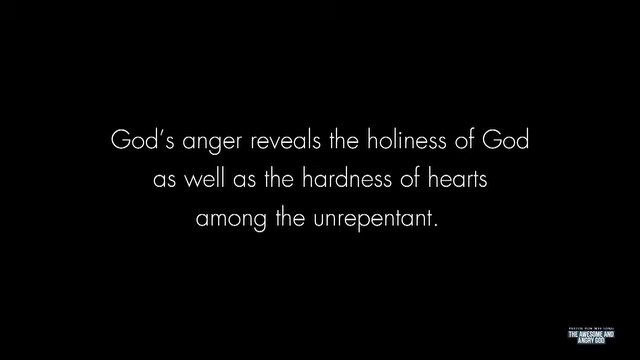 God's anger reveals the holiness of God
as well as the hardness of hearts
among the unrepentant.
THE AWESOME AND
ANGRY GOD